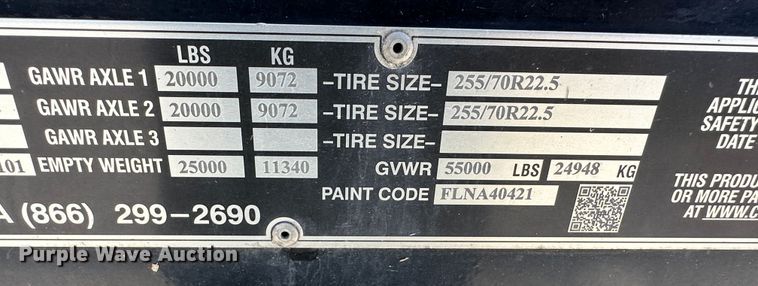 LBS KG
GAWR AXLE 1 20000 9072 -TIRE SIZE- 255/70R22.5 TH
GAWR AXLE 2 20000 9072 -TIRE SIZE- 255/70R22.5 APPLIC
GAWR AXLE 3 -TIRE SIZE- SAFETY
DATE
101 EMPTY WEIGHT 25000 11340 GVWR 55000 LBS 24948 KG
PAINT CODE FLNA40421 THIS PRODU
OR MORE PA
A (866) 299-2690 AT WWW.C
Purple Wave Auction